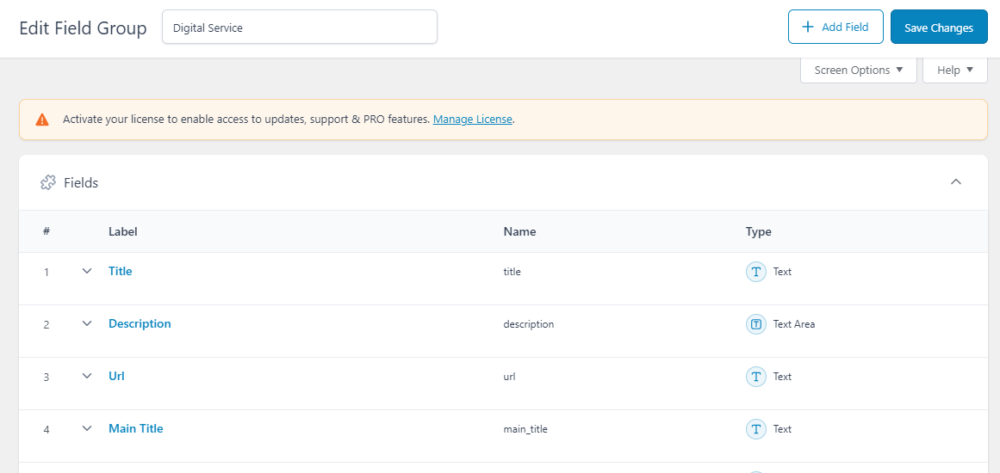 Edit Field Group
Digital Service
Add Field
Save Changes
Screen Options
Help
Activate your license to enable access to updates, support & PRO features. Manage License.
Fields
# Label Name Type
1 Title title Text
2 Description description Text Area
3 Url url Text
4 Main Title main_title Text